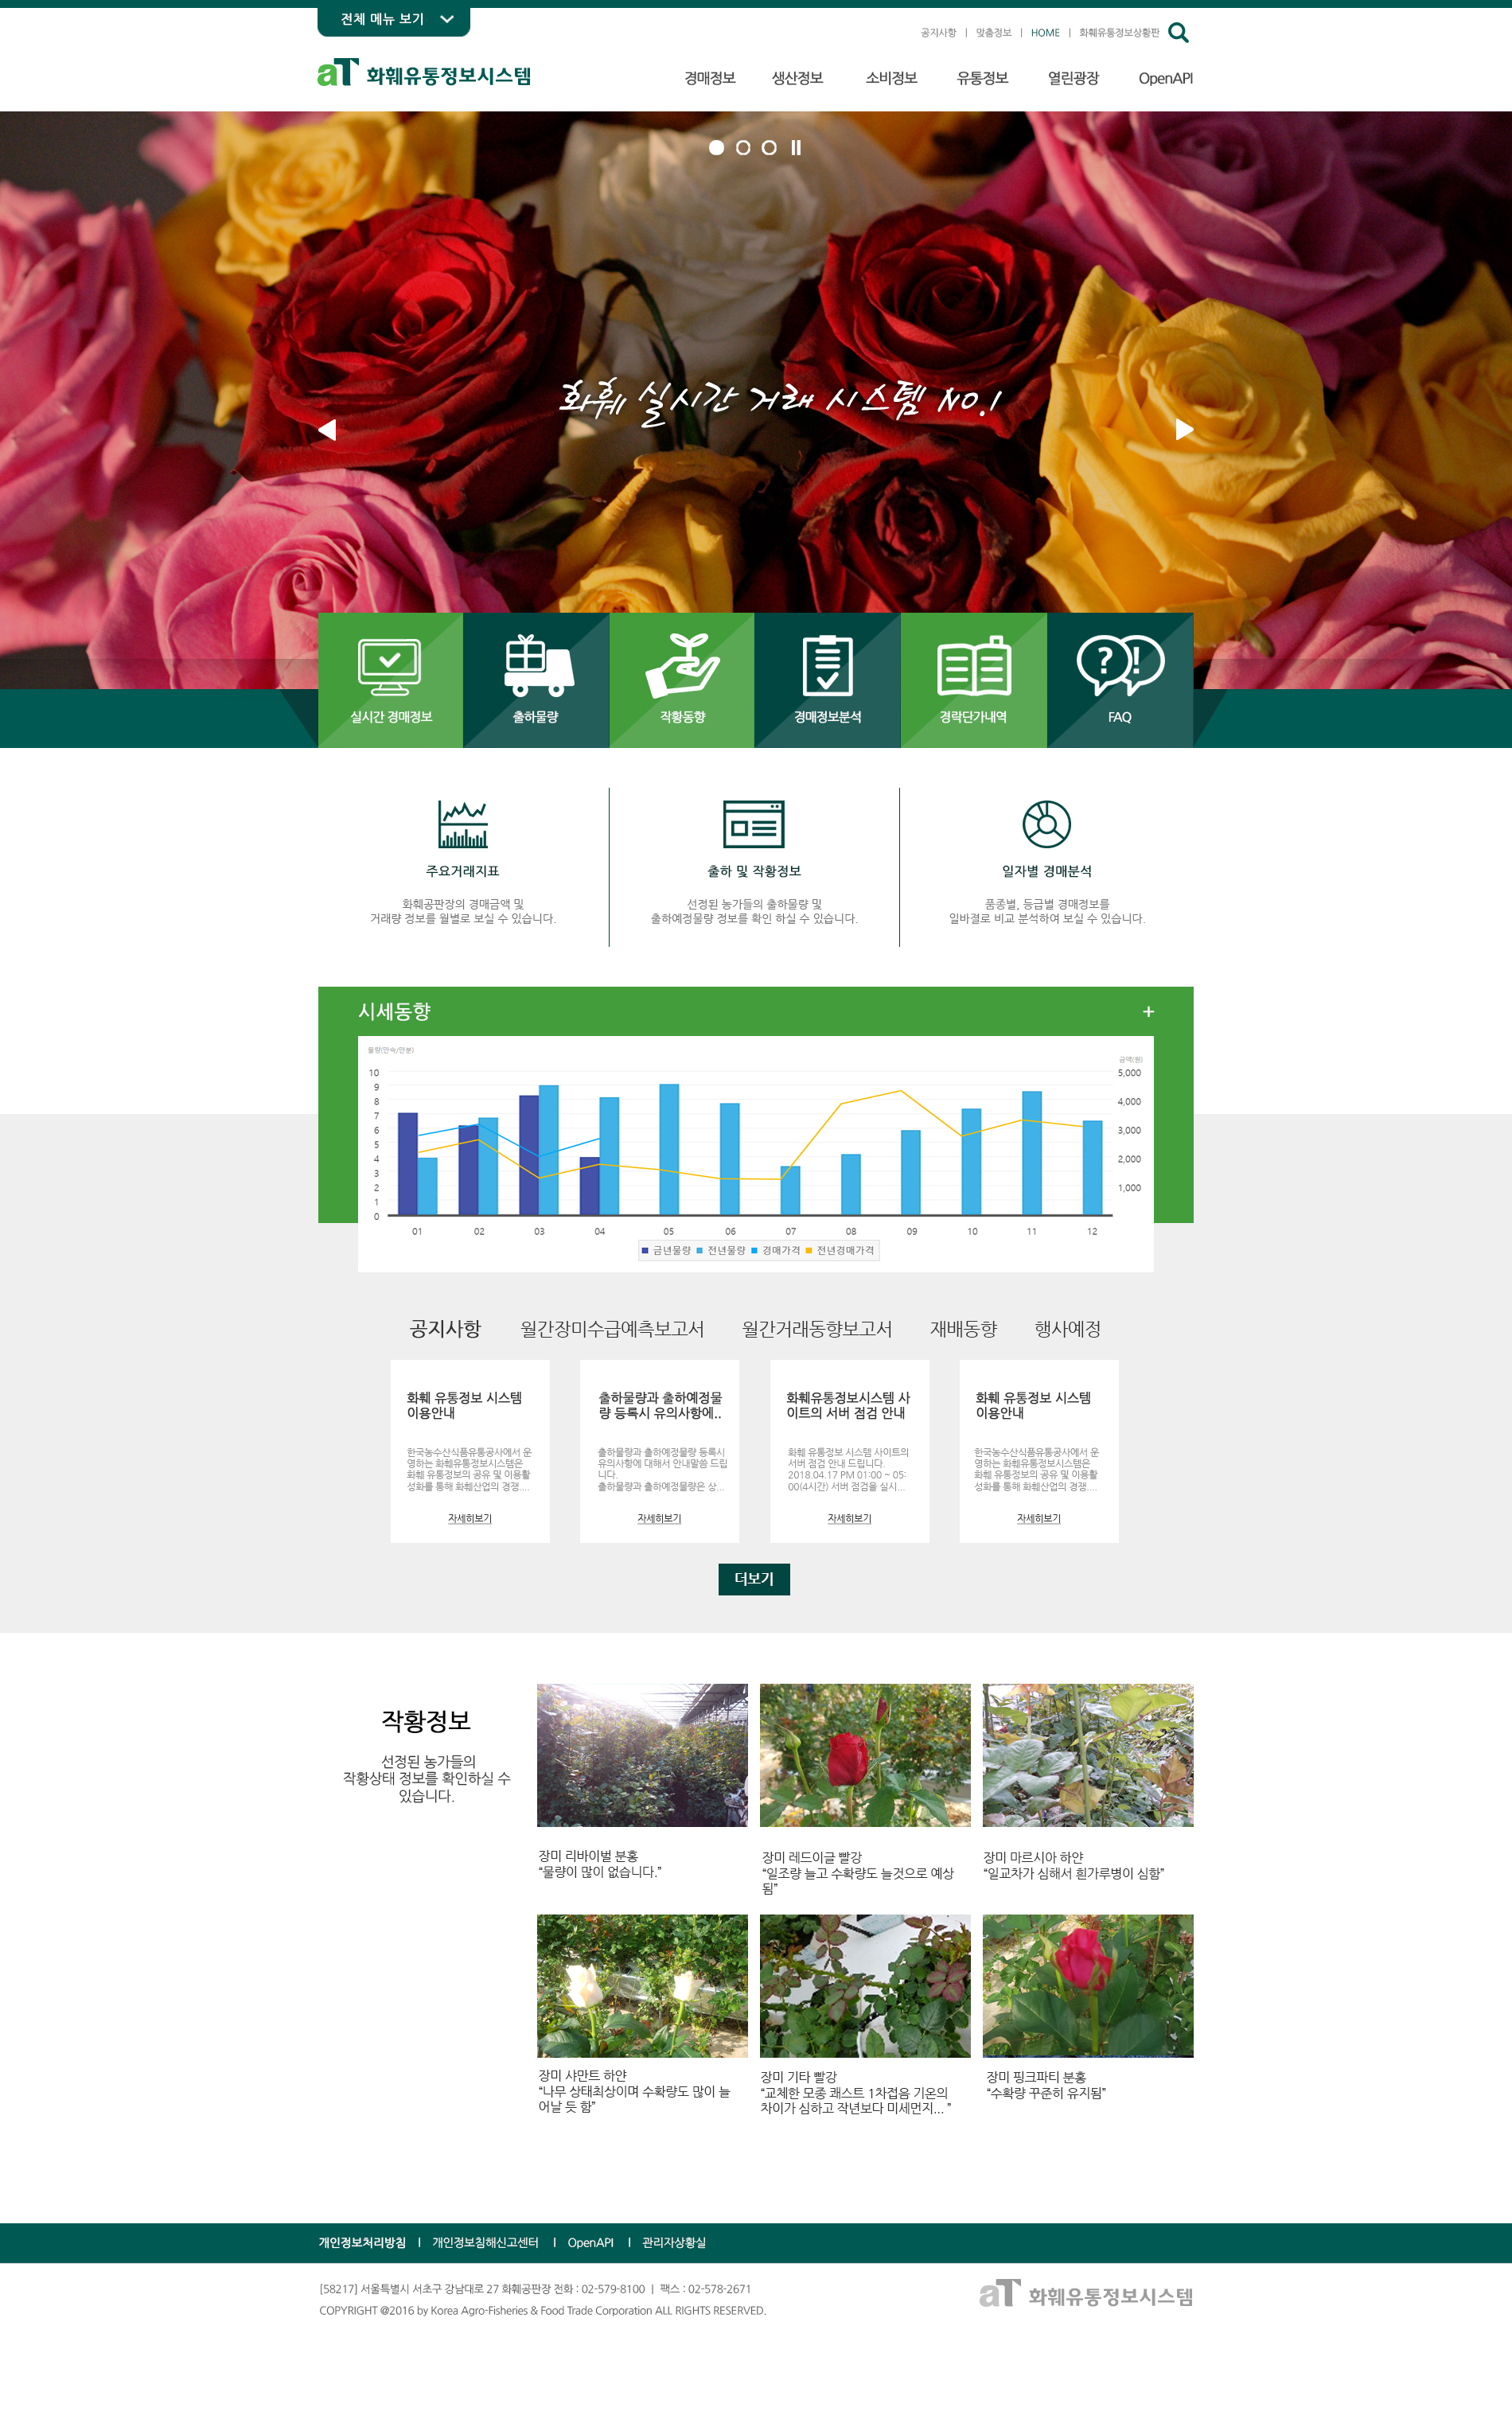 전체 메뉴 보기
공지사항 | 맞춤정보 | HOME | 화훼유통정보상황판
aT 화훼유통정보시스템
경매정보 생산정보 소비정보 유통정보 열린광장 OpenAPI
화훼 실시간 거래 시스템 No.1
실시간 경매정보 출하물량 작황동향 경매정보분석 경락단가내역 FAQ
주요거래지표
화훼공판장의 경매금액 및
거래량 정보를 월별로 보실 수 있습니다.
출하 및 작황정보
선정된 농가들의 출하물량 및
출하예정물량 정보를 확인 하실 수 있습니다.
일자별 경매분석
품종별, 등급별 경매정보를
일바결로 비교 분석하여 보실 수 있습니다.
시세동향 +
물량(만속/만분)
금액(원)
10
9
8
7
6
5
4
3
2
1
0
5,000
4,000
3,000
2,000
1,000
01 02 03 04 05 06 07 08 09 10 11 12
금년물량 전년물량 경매가격 전년경매가격
공지사항 월간장미수급예측보고서 월간거래동향보고서 재배동향 행사예정
화훼 유통정보 시스템
이용안내
한국농수산식품유통공사에서 운
영하는 화훼유통정보시스템은
화훼 유통정보의 공유 및 이용활
성화를 통해 화훼산업의 경쟁....
자세히보기
출하물량과 출하예정물
량 등록시 유의사항에..
출하물량과 출하예정물량 등록시
유의사항에 대해서 안내말씀 드립
니다.
출하물량과 출하예정물량은 상...
자세히보기
화훼유통정보시스템 사
이트의 서버 점검 안내
화훼 유통정보 시스템 사이트의
서버 점검 안내 드립니다.
2018.04.17 PM 01:00 ~ 05:
00(4시간) 서버 점검을 실시...
자세히보기
화훼 유통정보 시스템
이용안내
한국농수산식품유통공사에서 운
영하는 화훼유통정보시스템은
화훼 유통정보의 공유 및 이용활
성화를 통해 화훼산업의 경쟁....
자세히보기
더보기
작황정보
선정된 농가들의
작황상태 정보를 확인하실 수
있습니다.
장미 리바이벌 분홍
“물량이 많이 없습니다.”
장미 레드이글 빨강
“일조량 늘고 수확량도 늘것으로 예상
됨”
장미 마르시아 하얀
“일교차가 심해서 흰가루병이 심함”
장미 샤만트 하얀
“나무 상태최상이며 수확량도 많이 늘
어날 듯 함”
장미 기타 빨강
“교체한 모종 쾌스트 1차접음 기온의
차이가 심하고 작년보다 미세먼지... ”
장미 핑크파티 분홍
“수확량 꾸준히 유지됨”
개인정보처리방침 | 개인정보침해신고센터 | OpenAPI | 관리자상황실
[58217] 서울특별시 서초구 강남대로 27 화훼공판장 전화 : 02-579-8100 | 팩스 : 02-578-2671
COPYRIGHT @2016 by Korea Agro-Fisheries & Food Trade Corporation ALL RIGHTS RESERVED.
aT 화훼유통정보시스템